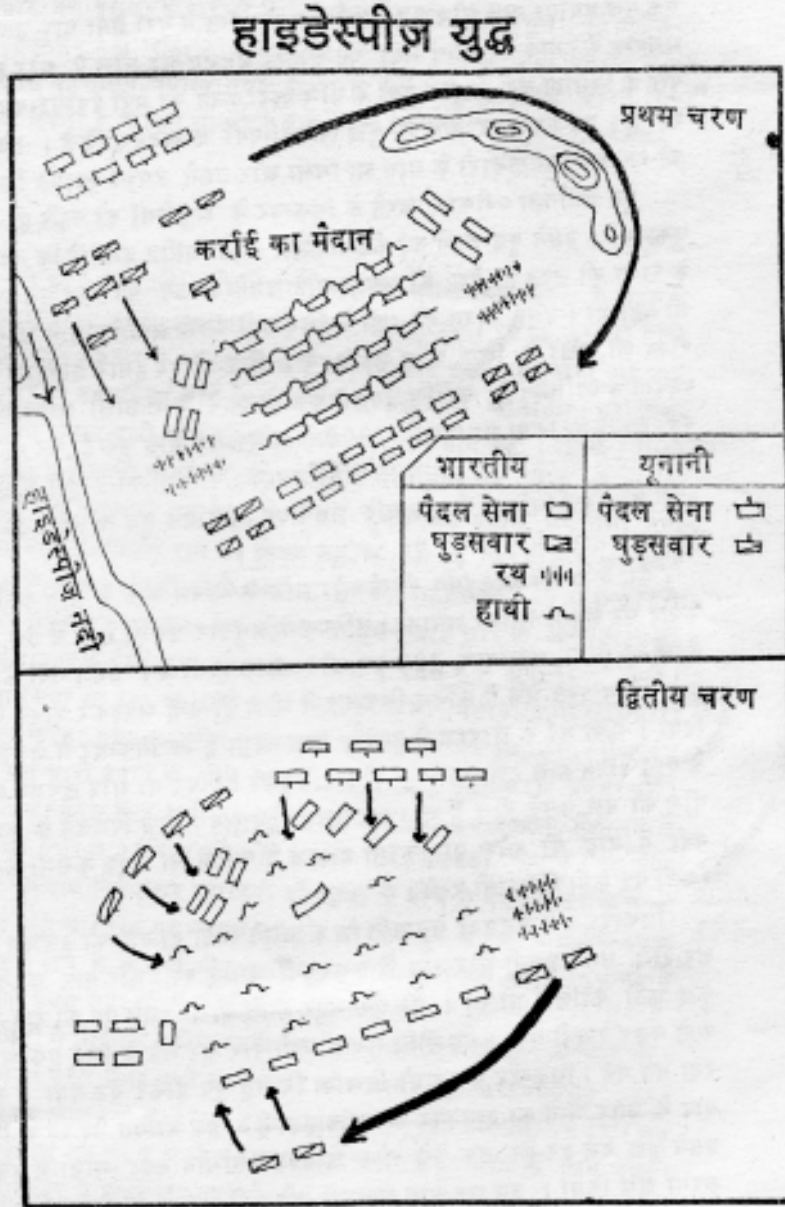 हाइडेस्पीज़ युद्ध
प्रथम चरण
कर्राई का मैदान
हाइडेस्पीज नदी
भारतीय यूनानी
पैदल सेना पैदल सेना
घुड़सवार घुड़सवार
रथ
हाथी
द्वितीय चरण